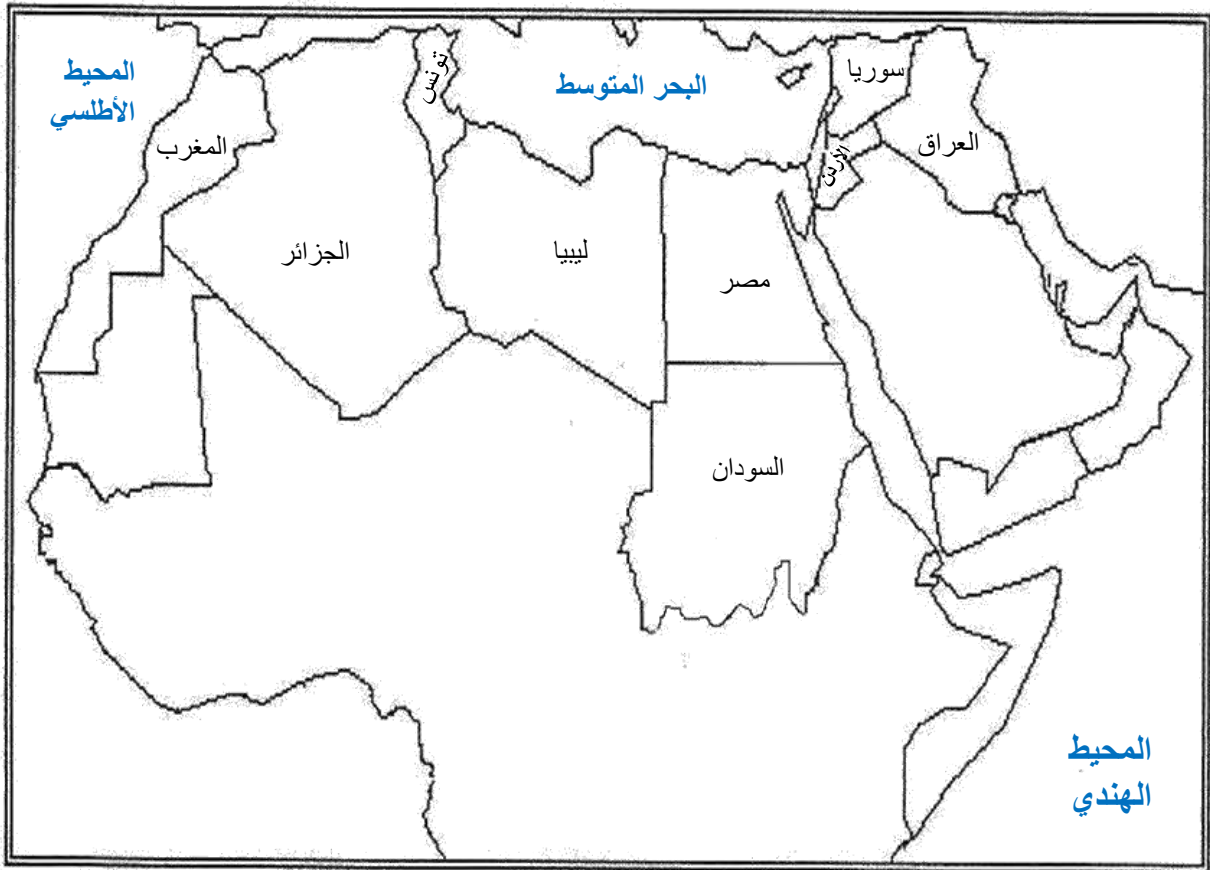 المحيط
الأطلسي
البحر المتوسط
تونس
سوريا
المغرب
العراق
الأردن
الجزائر
ليبيا
مصر
السودان
المحيط
الهندي